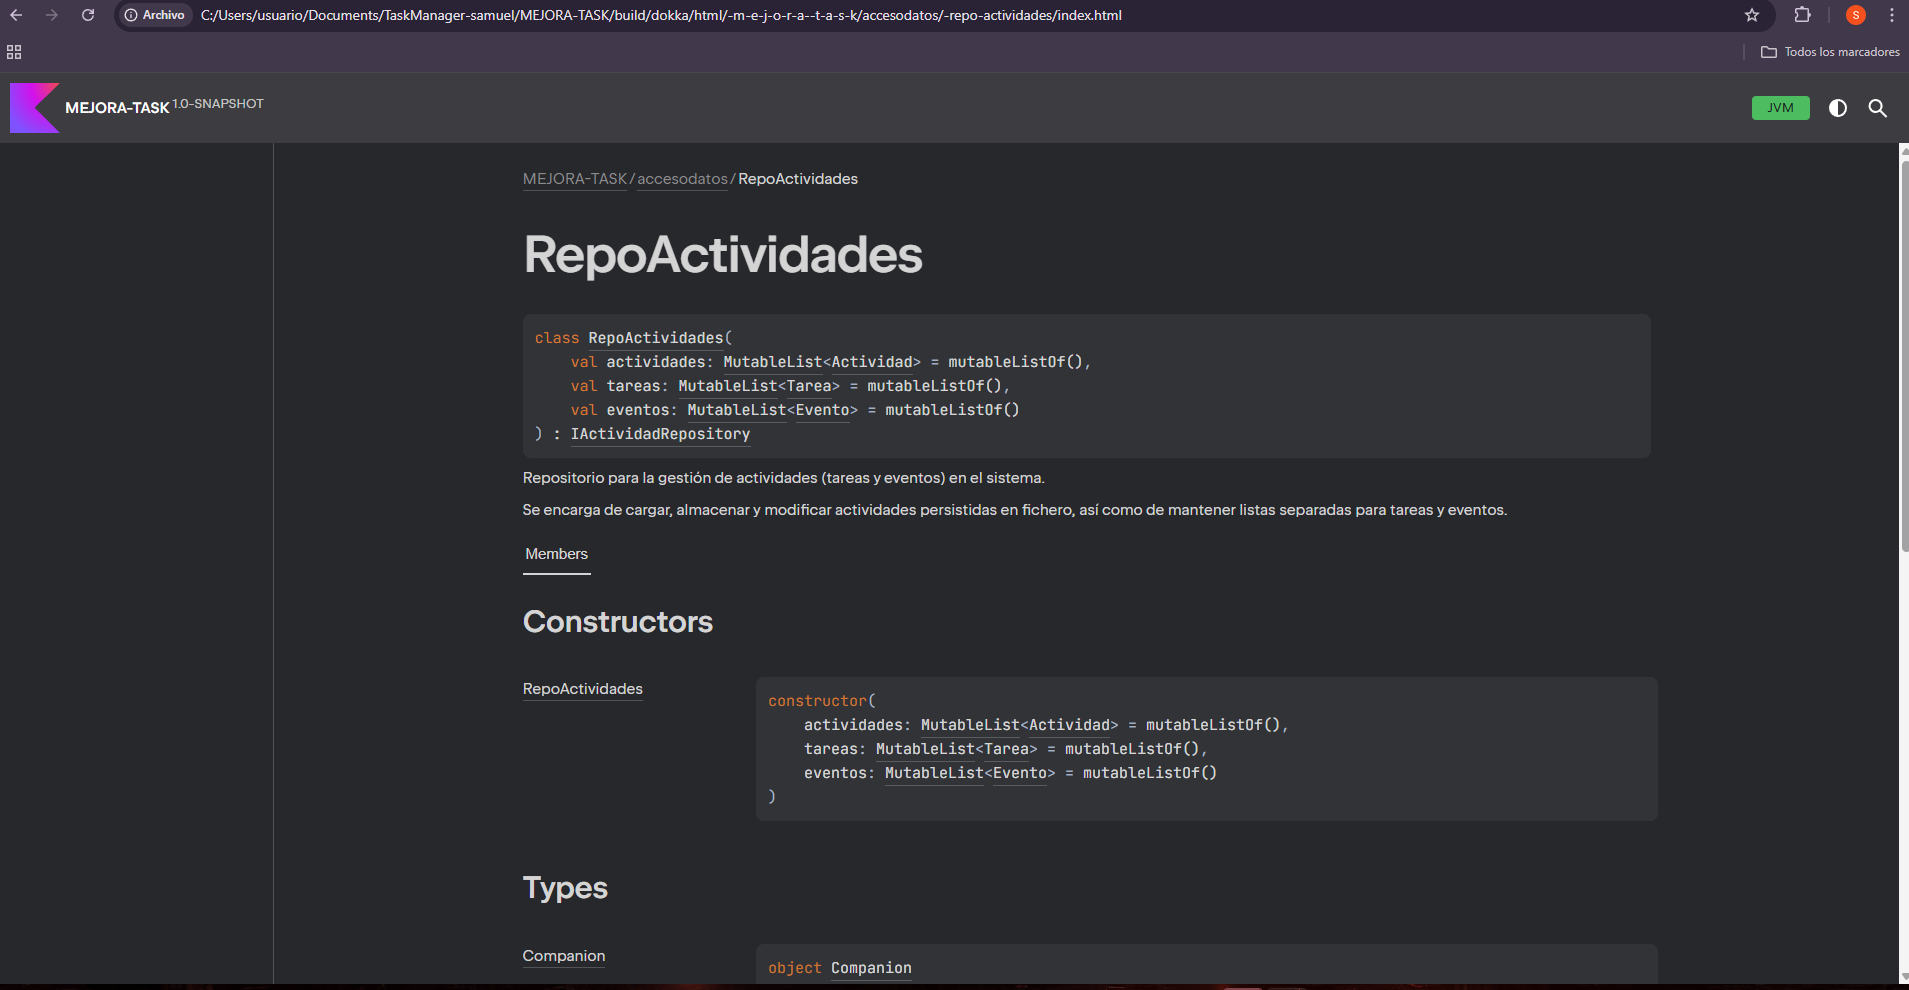 Archivo
C:/Users/usuario/Documents/TaskManager-samuel/MEJORA-TASK/build/dokka/html/-m-e-j-o-r-a--t-a-s-k/accesodatos/-repo-actividades/index.html
S
Todos los marcadores
MEJORA-TASK 1.0-SNAPSHOT
JVM
MEJORA-TASK/accesodatos/RepoActividades
RepoActividades
class RepoActividades(
val actividades: MutableList<Actividad> = mutableListOf(),
val tareas: MutableList<Tarea> = mutableListOf(),
val eventos: MutableList<Evento> = mutableListOf()
) : IActividadRepository
Repositorio para la gestión de actividades (tareas y eventos) en el sistema.
Se encarga de cargar, almacenar y modificar actividades persistidas en fichero, así como de mantener listas separadas para tareas y eventos.
Members
Constructors
RepoActividades
constructor(
actividades: MutableList<Actividad> = mutableListOf(),
tareas: MutableList<Tarea> = mutableListOf(),
eventos: MutableList<Evento> = mutableListOf()
)
Types
Companion
object Companion